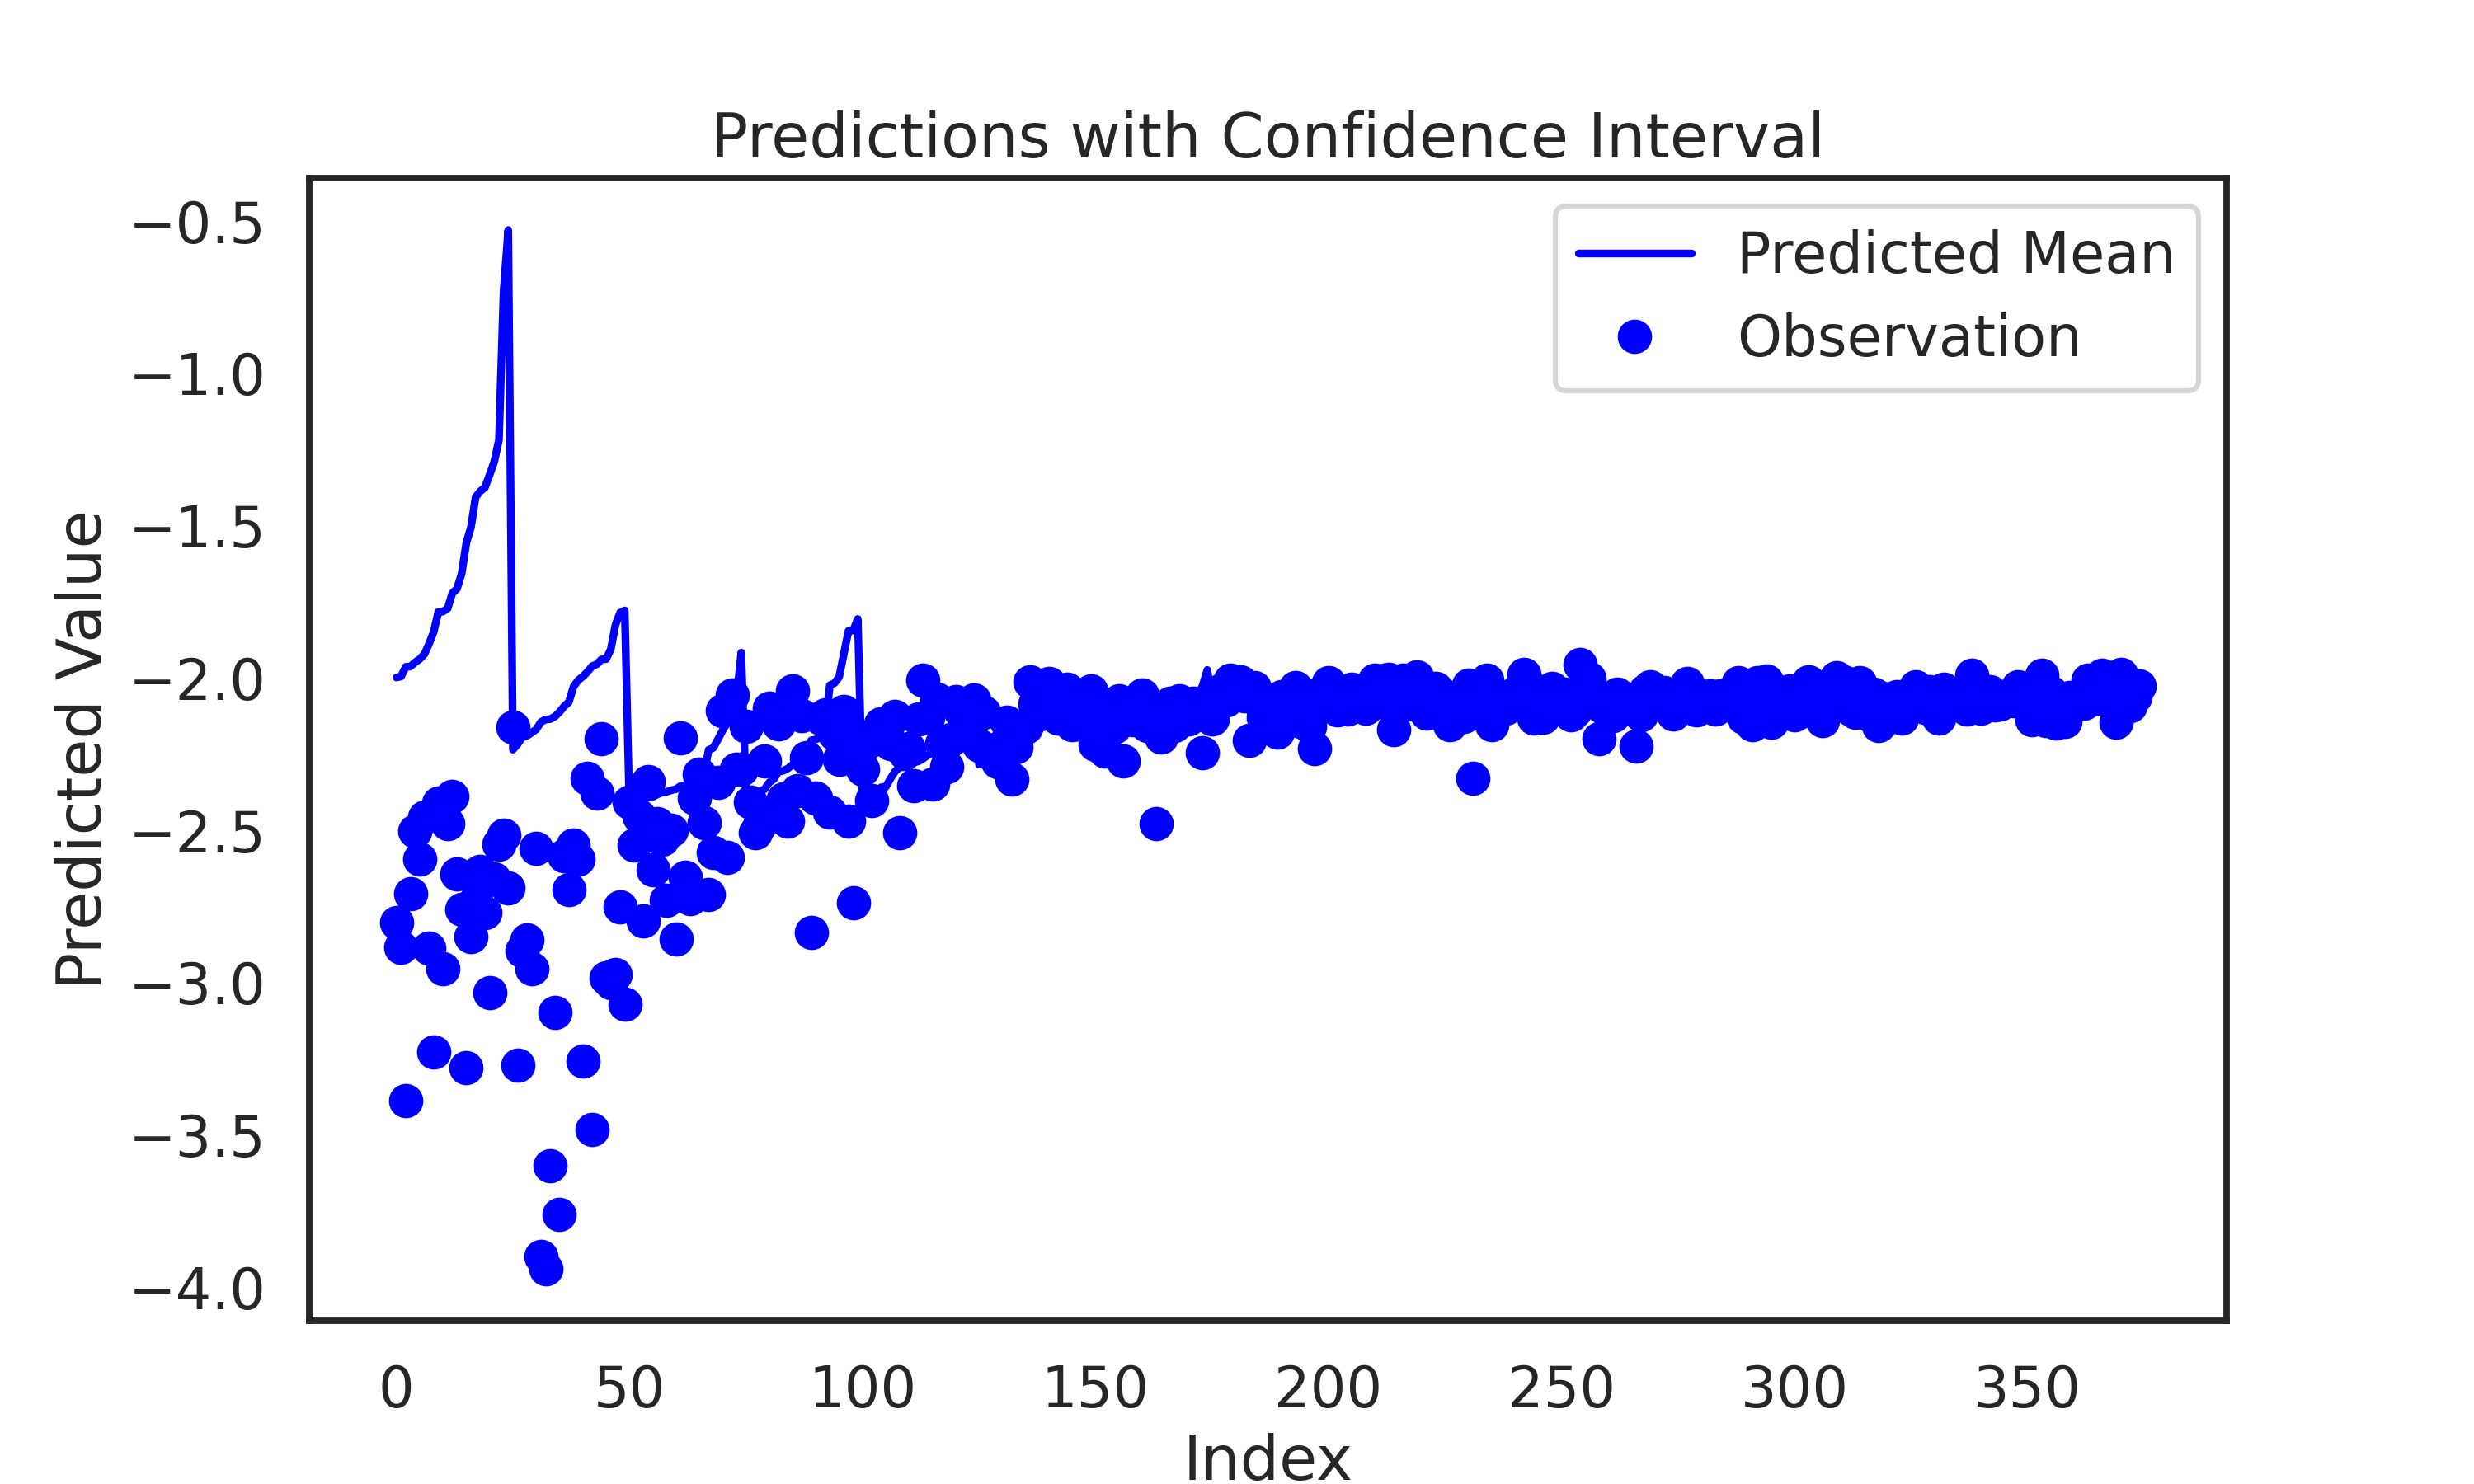 Predictions with Confidence Interval
Predicted Mean
Observation
Predicted Value
−0.5
−1.0
−1.5
−2.0
−2.5
−3.0
−3.5
−4.0
0 50 100 150 200 250 300 350
Index